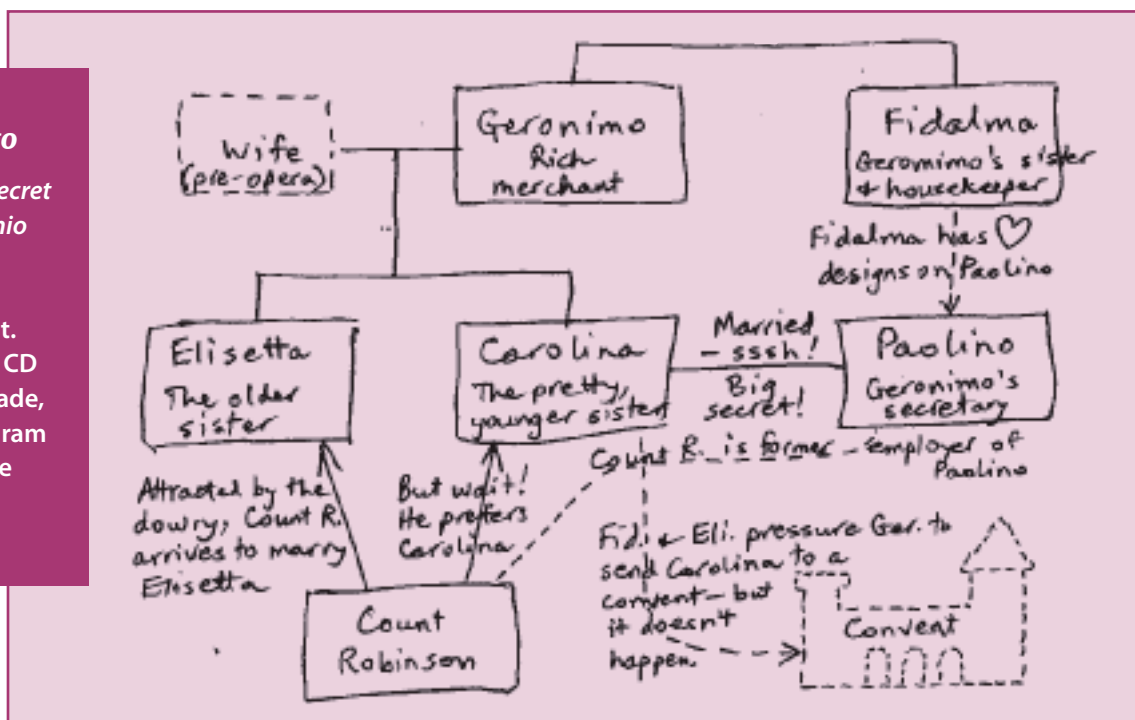 o
ecret
nio
t.
CD
ade,
ram
e
Wife
(pre-opera)
Geronimo
Rich
merchant
Fidalma
Geromimo's sister
+ housekeeper
Fidalma has ♡
designs on Paolino
Elisetta
The older
sister
Carolina
The pretty,
younger sister
Married
- sssh!
Big
secret!
Paolino
Geronimo's
secretary
Count R. is former employer of
Paolino
Attracted by the
dowry, Count R.
arrives to marry
Elisetta
But wait!
He prefers
Carolina
Fid. + Eli. pressure Ger. to
send Carolina to a
convent - but
it doesn't
happen.
Convent
Count
Robinson